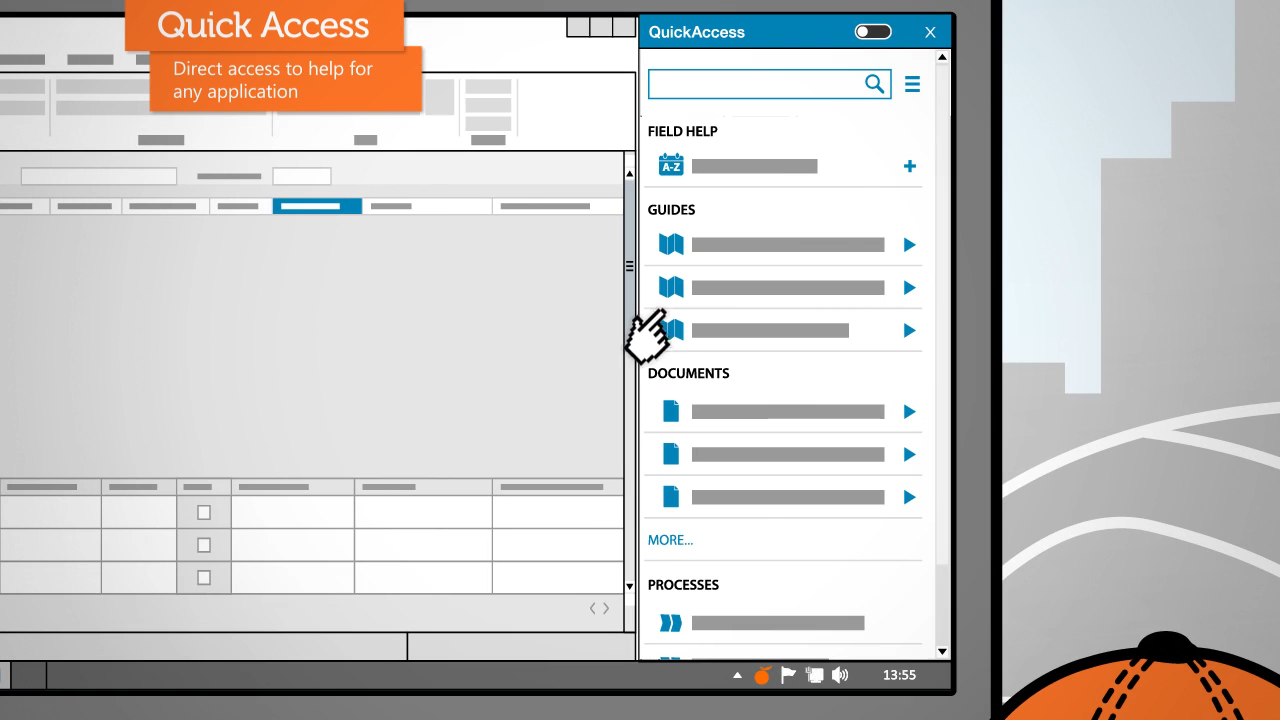 Quick Access
Direct access to help for
any application
QuickAccess
X
FIELD HELP
A-Z
GUIDES
DOCUMENTS
MORE...
PROCESSES
13:55